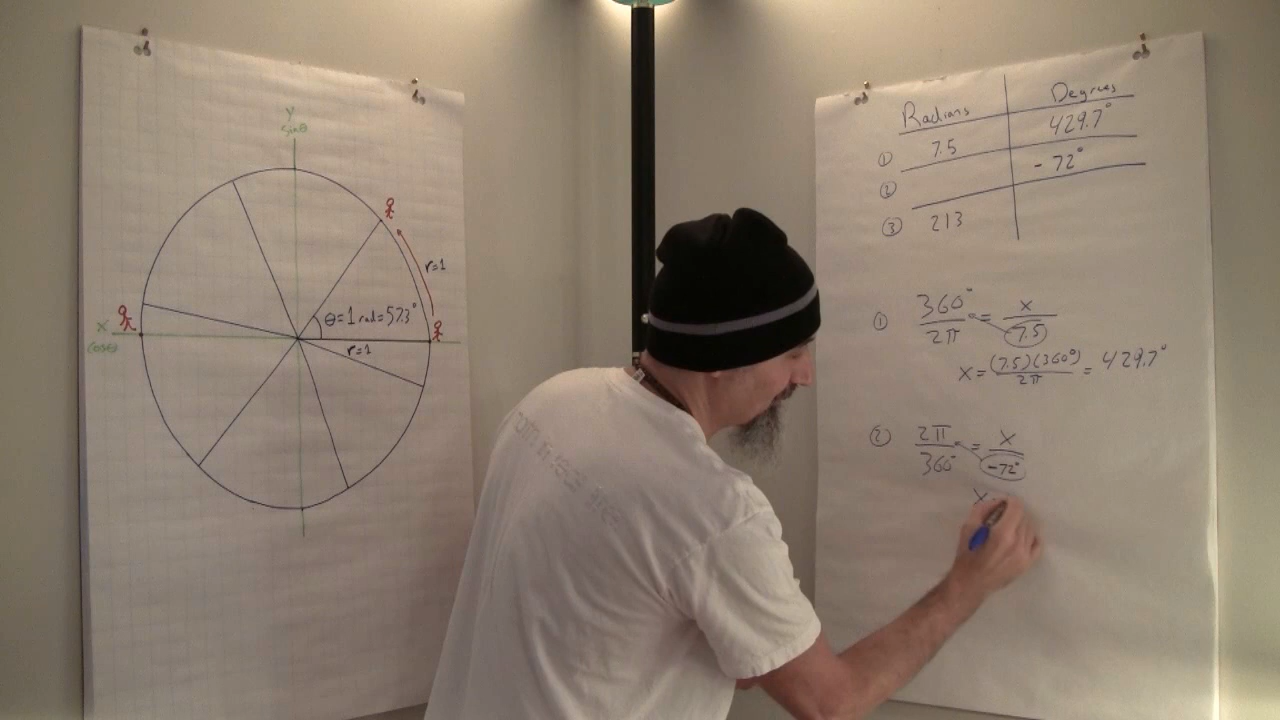 Y
sinθ
r=1
θ=1 rad=57.3°
X
cosθ
r=1
Radians Degrees
① 7.5 429.7°
② -72°
③ 213
① 360°/2π = x/7.5
x = (7.5)(360°)/2π = 429.7°
② 2π/360° = x/-72°
x